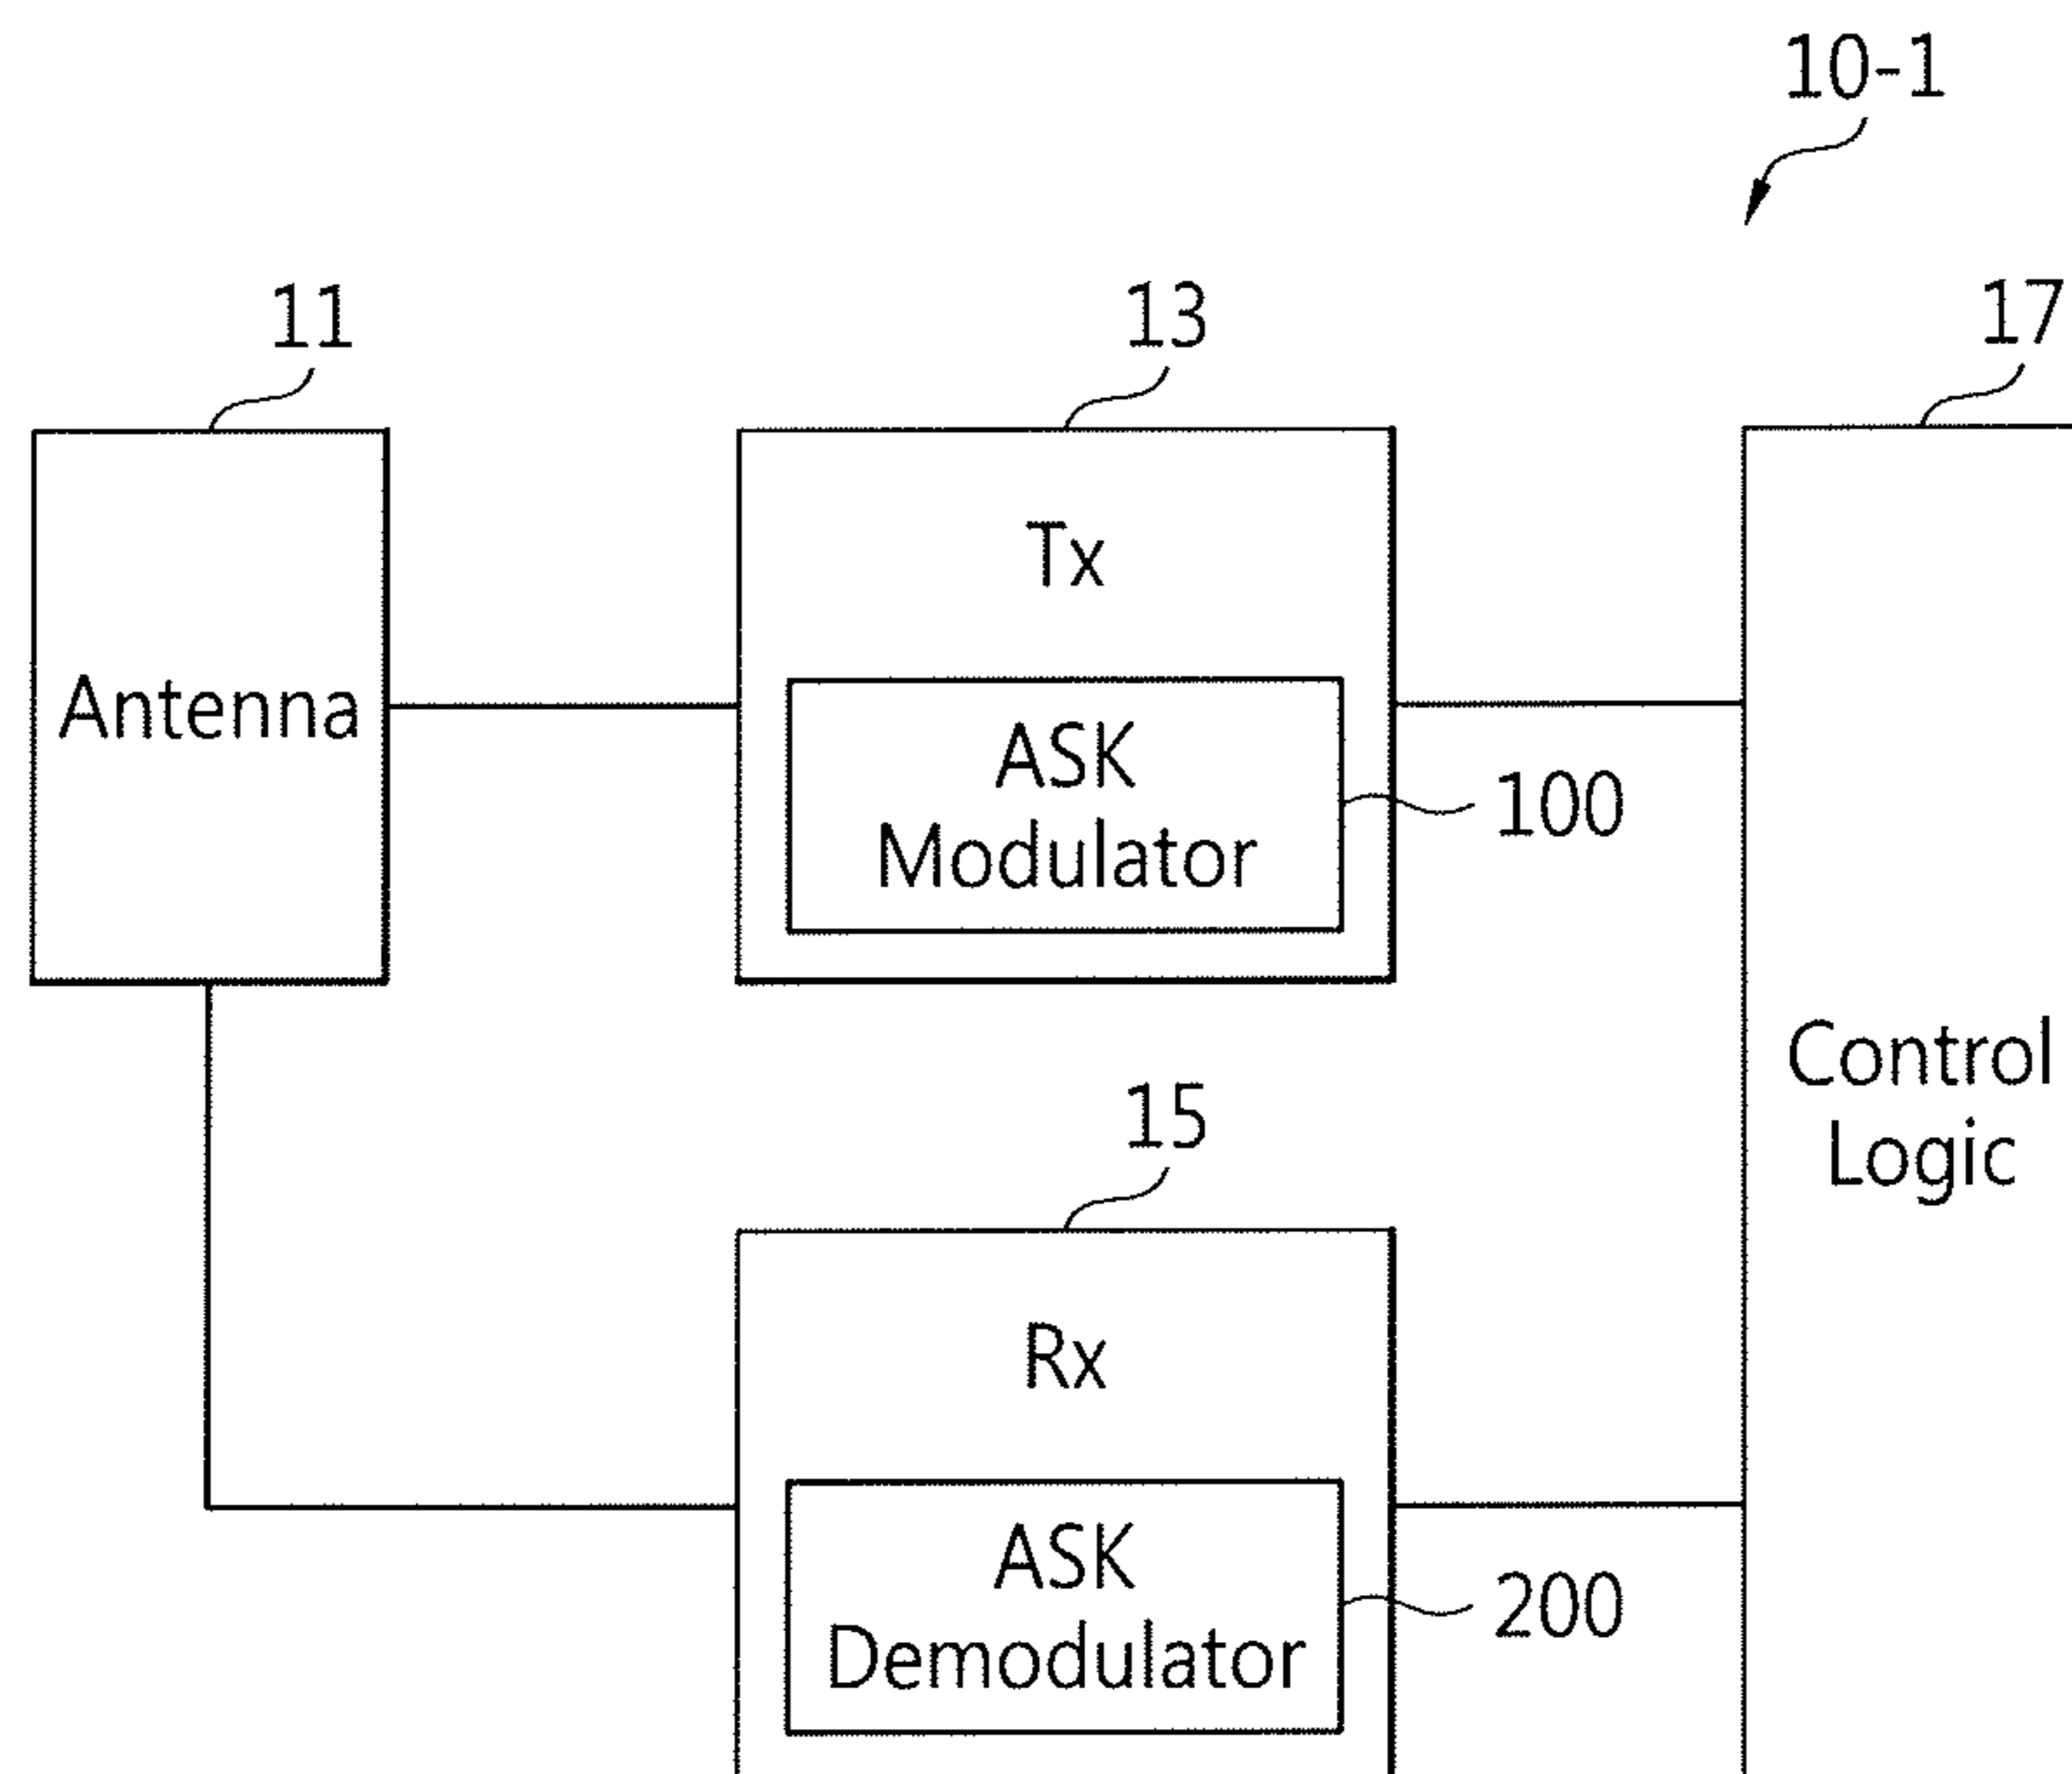 10-1
11
13
17
Tx
Antenna
ASK
Modulator
100
Control
Logic
15
Rx
ASK
Demodulator
200